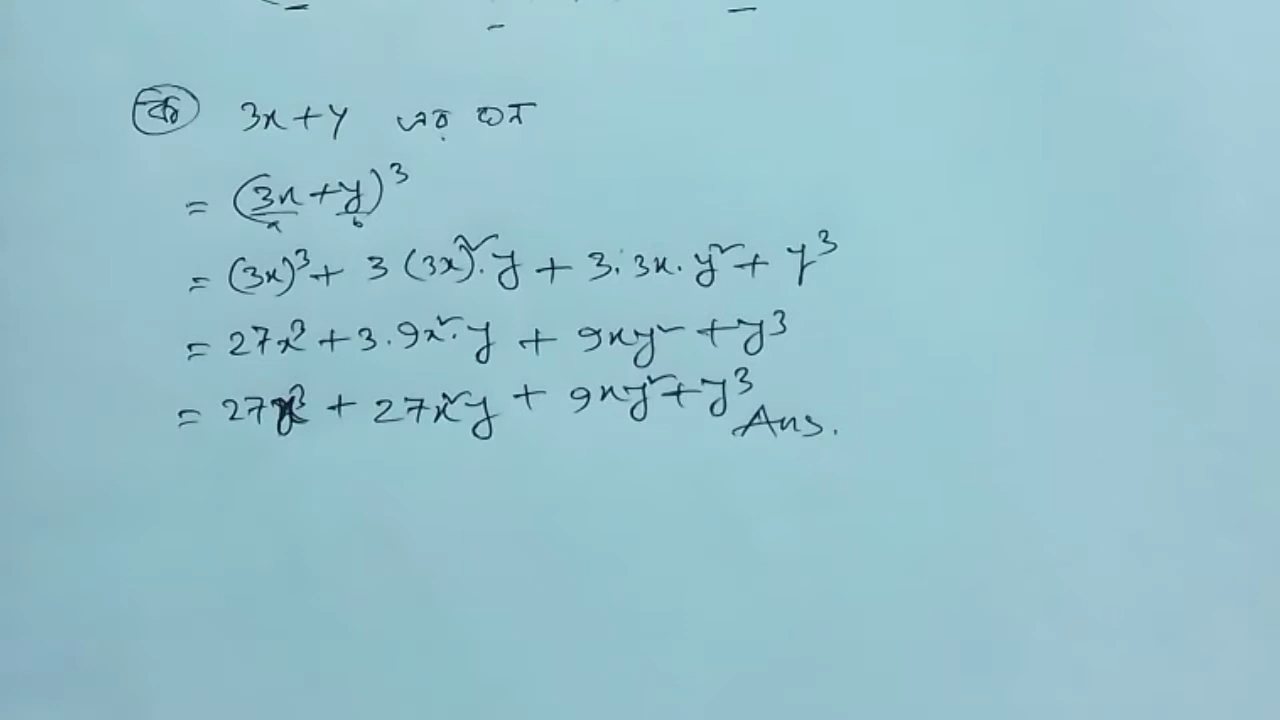 ক 3x+y এর ঘন
= (3x+y)³
a b
= (3x)³ + 3 (3x)².y + 3.3x.y² + y³
= 27x³ + 3.9x².y + 9xy² + y³
= 27x³ + 27x²y + 9xy² + y³ Ans.